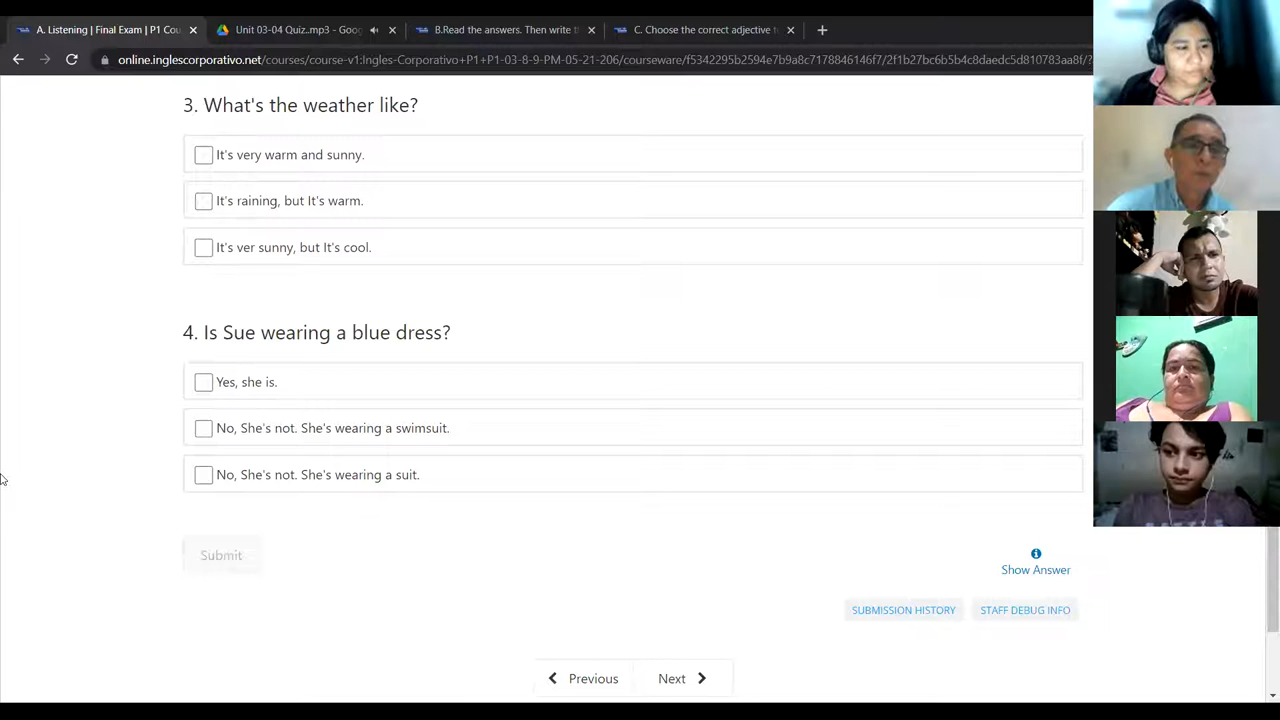 A. Listening | Final Exam | P1 Cou
Unit 03-04 Quiz..mp3 - Goog
B.Read the answers. Then write t
C. Choose the correct adjective t
online.inglescorporativo.net/courses/course-v1:Ingles-Corporativo+P1+P1-03-8-9-PM-05-21-206/courseware/f5342295b2594e7b9a8c7178846146f7/2f1b27bc6b5b4c8daedc5d810783aa8f/?
3. What's the weather like?
It's very warm and sunny.
It's raining, but It's warm.
It's ver sunny, but It's cool.
4. Is Sue wearing a blue dress?
Yes, she is.
No, She's not. She's wearing a swimsuit.
No, She's not. She's wearing a suit.
Submit
Show Answer
SUBMISSION HISTORY
STAFF DEBUG INFO
Previous
Next